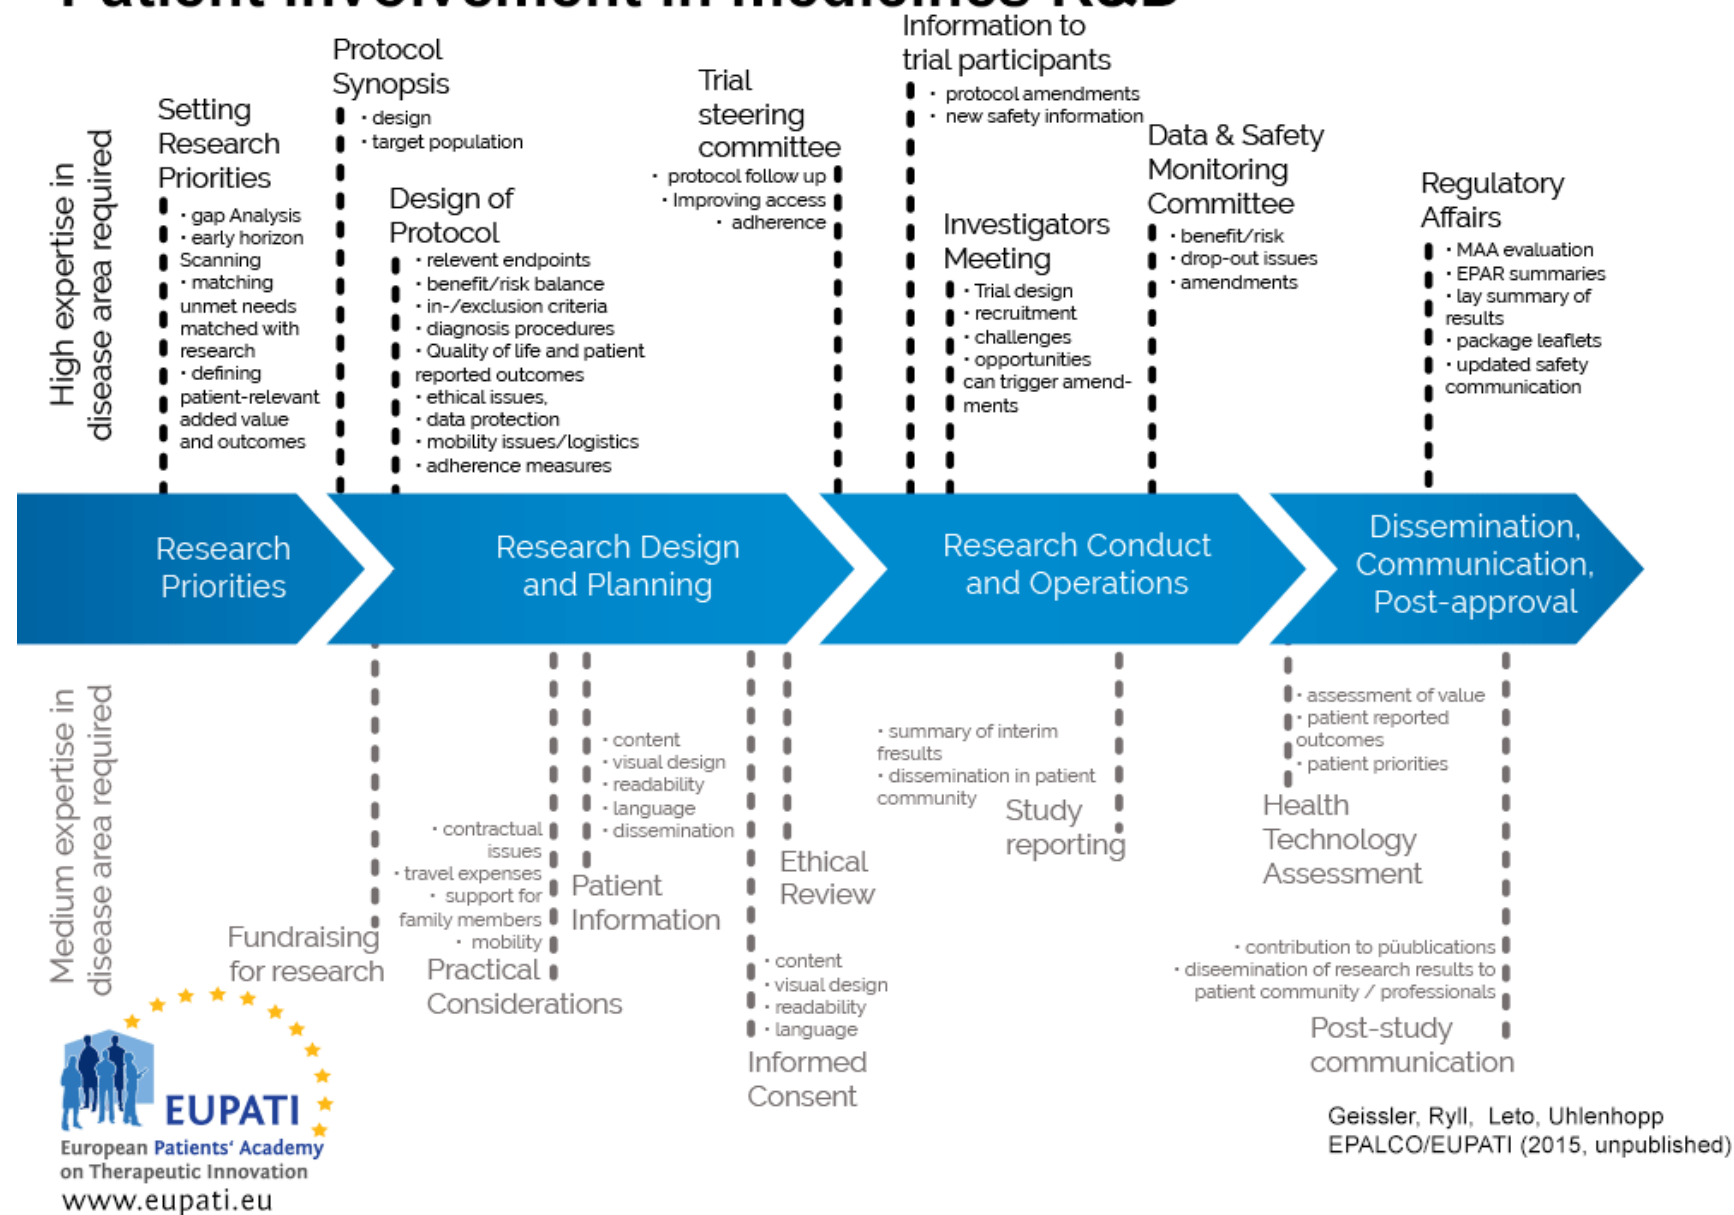 Patient involvement in medicines R&D
High expertise in
disease area required
Setting
Research
Priorities
· gap Analysis
· early horizon
Scanning
· matching
unmet needs
matched with
research
· defining
patient-relevant
added value
and outcomes
Protocol
Synopsis
· design
· target population
Design of
Protocol
· relevent endpoints
· benefit/risk balance
· in-/exclusion criteria
· diagnosis procedures
· Quality of life and patient
reported outcomes
· ethical issues,
· data protection
· mobility issues/logistics
· adherence measures
Trial
steering
committee
· protocol follow up
· Improving access
· adherence
Information to
trial participants
· protocol amendments
· new safety information
Investigators
Meeting
· Trial design
· recruitment
· challenges
· opportunities
can trigger amend-
ments
Data & Safety
Monitoring
Committee
· benefit/risk
· drop-out issues
· amendments
Regulatory
Affairs
· MAA evaluation
· EPAR summaries
· lay summary of
results
· package leaflets
· updated safety
communication
Research
Priorities
Research Design
and Planning
Research Conduct
and Operations
Dissemination,
Communication,
Post-approval
Medium expertise in
disease area required
Fundraising
for research
· contractual
issues
· travel expenses
· support for
family members
· mobility
Practical
Considerations
· content
· visual design
· readability
· language
· dissemination
Patient
Information
Ethical
Review
· content
· visual design
· readability
· language
Informed
Consent
· summary of interim
fresults
· dissemination in patient
community
Study
reporting
· assessment of value
· patient reported
outcomes
· patient priorities
Health
Technology
Assessment
· contribution to püublications
· diseemination of research results to
patient community / professionals
Post-study
communication
EUPATI
European Patients' Academy
on Therapeutic Innovation
www.eupati.eu
Geissler, Ryll, Leto, Uhlenhopp
EPALCO/EUPATI (2015, unpublished)